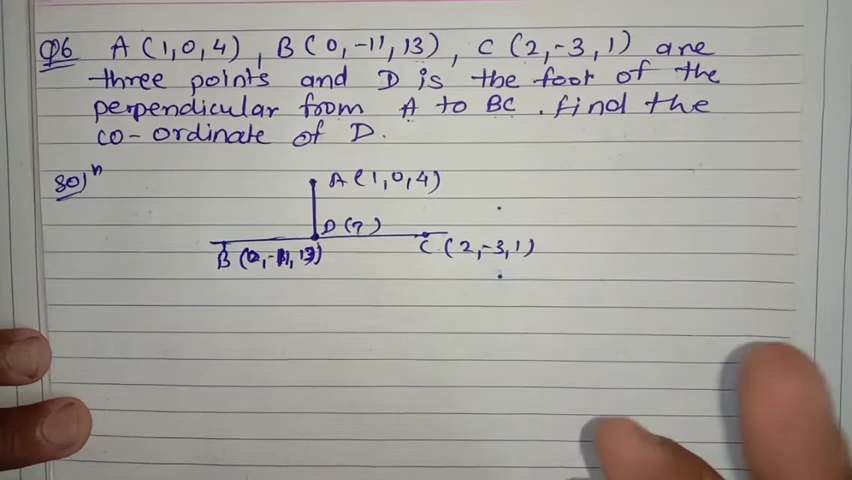 Q6 A (1, 0, 4), B (0, -11, 13), C (2, -3, 1) are
three points and D is the foot of the
perpendicular from A to BC. find the
co-ordinate of D.
Solⁿ
A (1, 0, 4)
D (?)
B (0, -11, 13)
C (2, -3, 1)